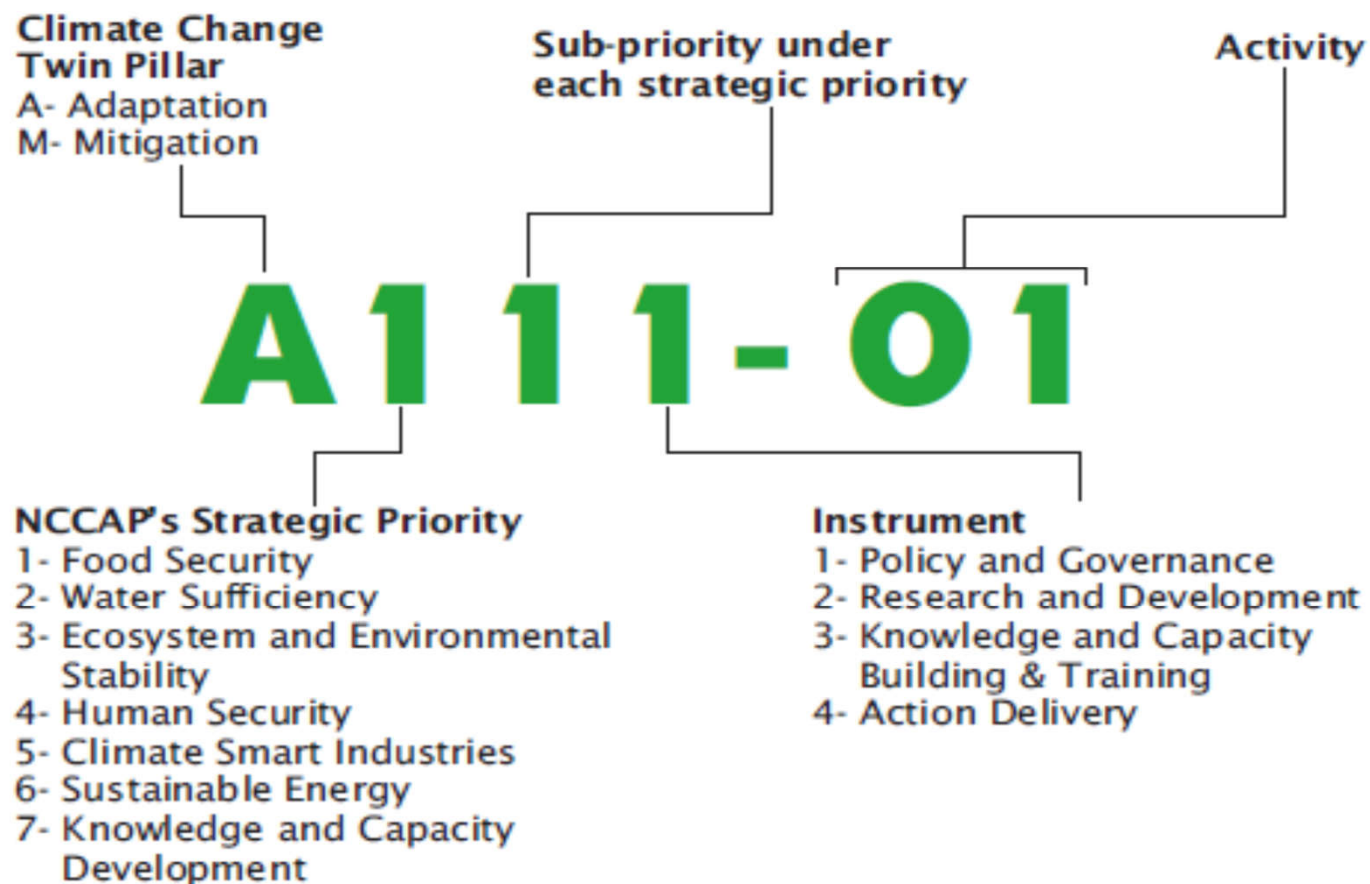 Climate Change
Twin Pillar
A- Adaptation
M- Mitigation
Sub-priority under
each strategic priority
Activity
A111-01
NCCAP's Strategic Priority
1- Food Security
2- Water Sufficiency
3- Ecosystem and Environmental
Stability
4- Human Security
5- Climate Smart Industries
6- Sustainable Energy
7- Knowledge and Capacity
Development
Instrument
1- Policy and Governance
2- Research and Development
3- Knowledge and Capacity
Building & Training
4- Action Delivery